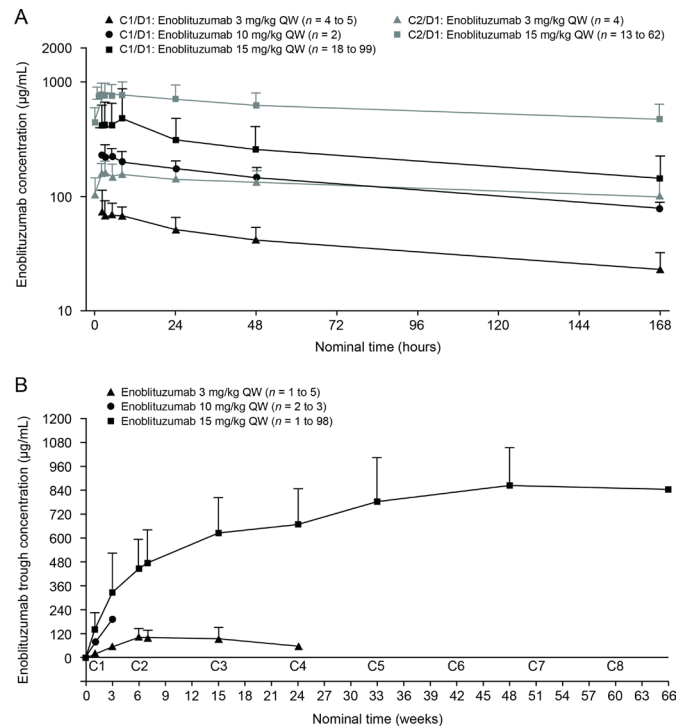 A
C1/D1: Enoblituzumab 3 mg/kg QW (n = 4 to 5)
C1/D1: Enoblituzumab 10 mg/kg QW (n = 2)
C1/D1: Enoblituzumab 15 mg/kg QW (n = 18 to 99)
C2/D1: Enoblituzumab 3 mg/kg QW (n = 4)
C2/D1: Enoblituzumab 15 mg/kg QW (n = 13 to 62)
Enoblituzumab concentration (µg/mL)
2000
1000
100
10
0 24 48 72 96 120 144 168
Nominal time (hours)
B
Enoblituzumab 3 mg/kg QW (n = 1 to 5)
Enoblituzumab 10 mg/kg QW (n = 2 to 3)
Enoblituzumab 15 mg/kg QW (n = 1 to 98)
Enoblituzumab trough concentration (µg/mL)
1200
1080
960
840
720
600
480
360
240
120
0
C1 C2 C3 C4 C5 C6 C7 C8
0 3 6 9 12 15 18 21 24 27 30 33 36 39 42 45 48 51 54 57 60 63 66
Nominal time (weeks)